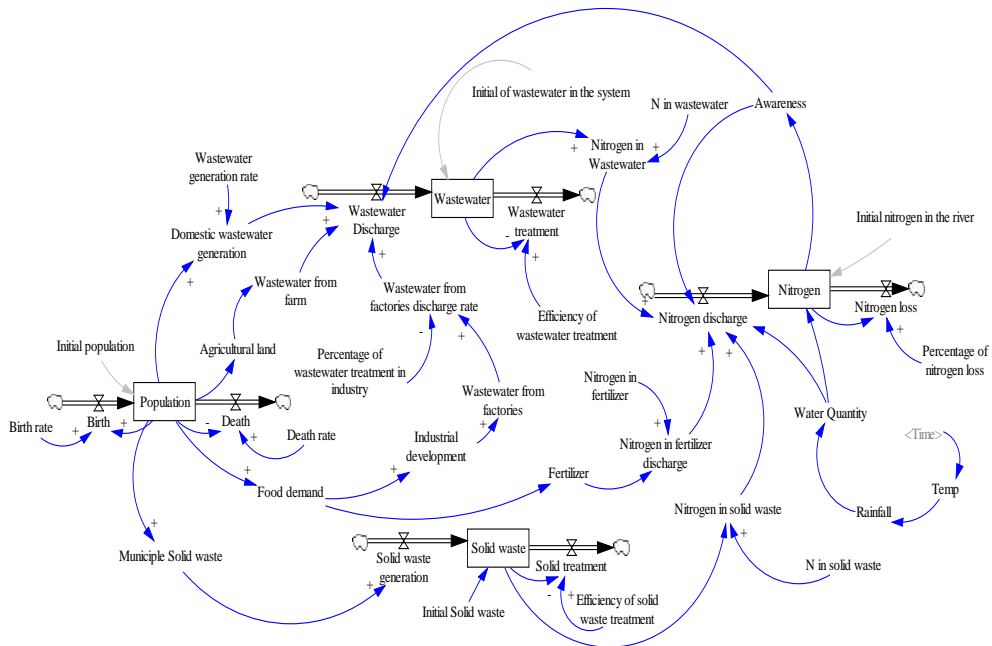 Initial of wastewater in the system
N in wastewater
Awareness
+
+
Nitrogen in
Wastewater
Wastewater
generation rate
+
Wastewater
Wastewater
Discharge
+
+
Wastewater
treatment
-
+
Domestic wastewater
generation
+
+
Initial nitrogen in the river
Wastewater from
farm
Wastewater from
factories discharge rate
-
+
Nitrogen
+
Nitrogen discharge
Nitrogen loss
+
Efficiency of
wastewater treatment
Initial population
Agricultural land
Percentage of
wastewater treatment in
industry
+
+
Percentage of
nitrogen loss
Nitrogen in
fertilizer
+
Wastewater from
factories
+
Population
Birth rate
+
Birth
+
-
Death
+
Death rate
Industrial
development
+
Nitrogen in fertilizer
discharge
+
Water Quantity
<Time>
Temp
Rainfall
+
Food demand
Fertilizer
Nitrogen in solid waste
+
+
Municiple Solid waste
Solid waste
generation
+
Solid waste
Solid treatment
-
+
N in solid waste
Initial Solid waste
Efficiency of solid
waste treatment